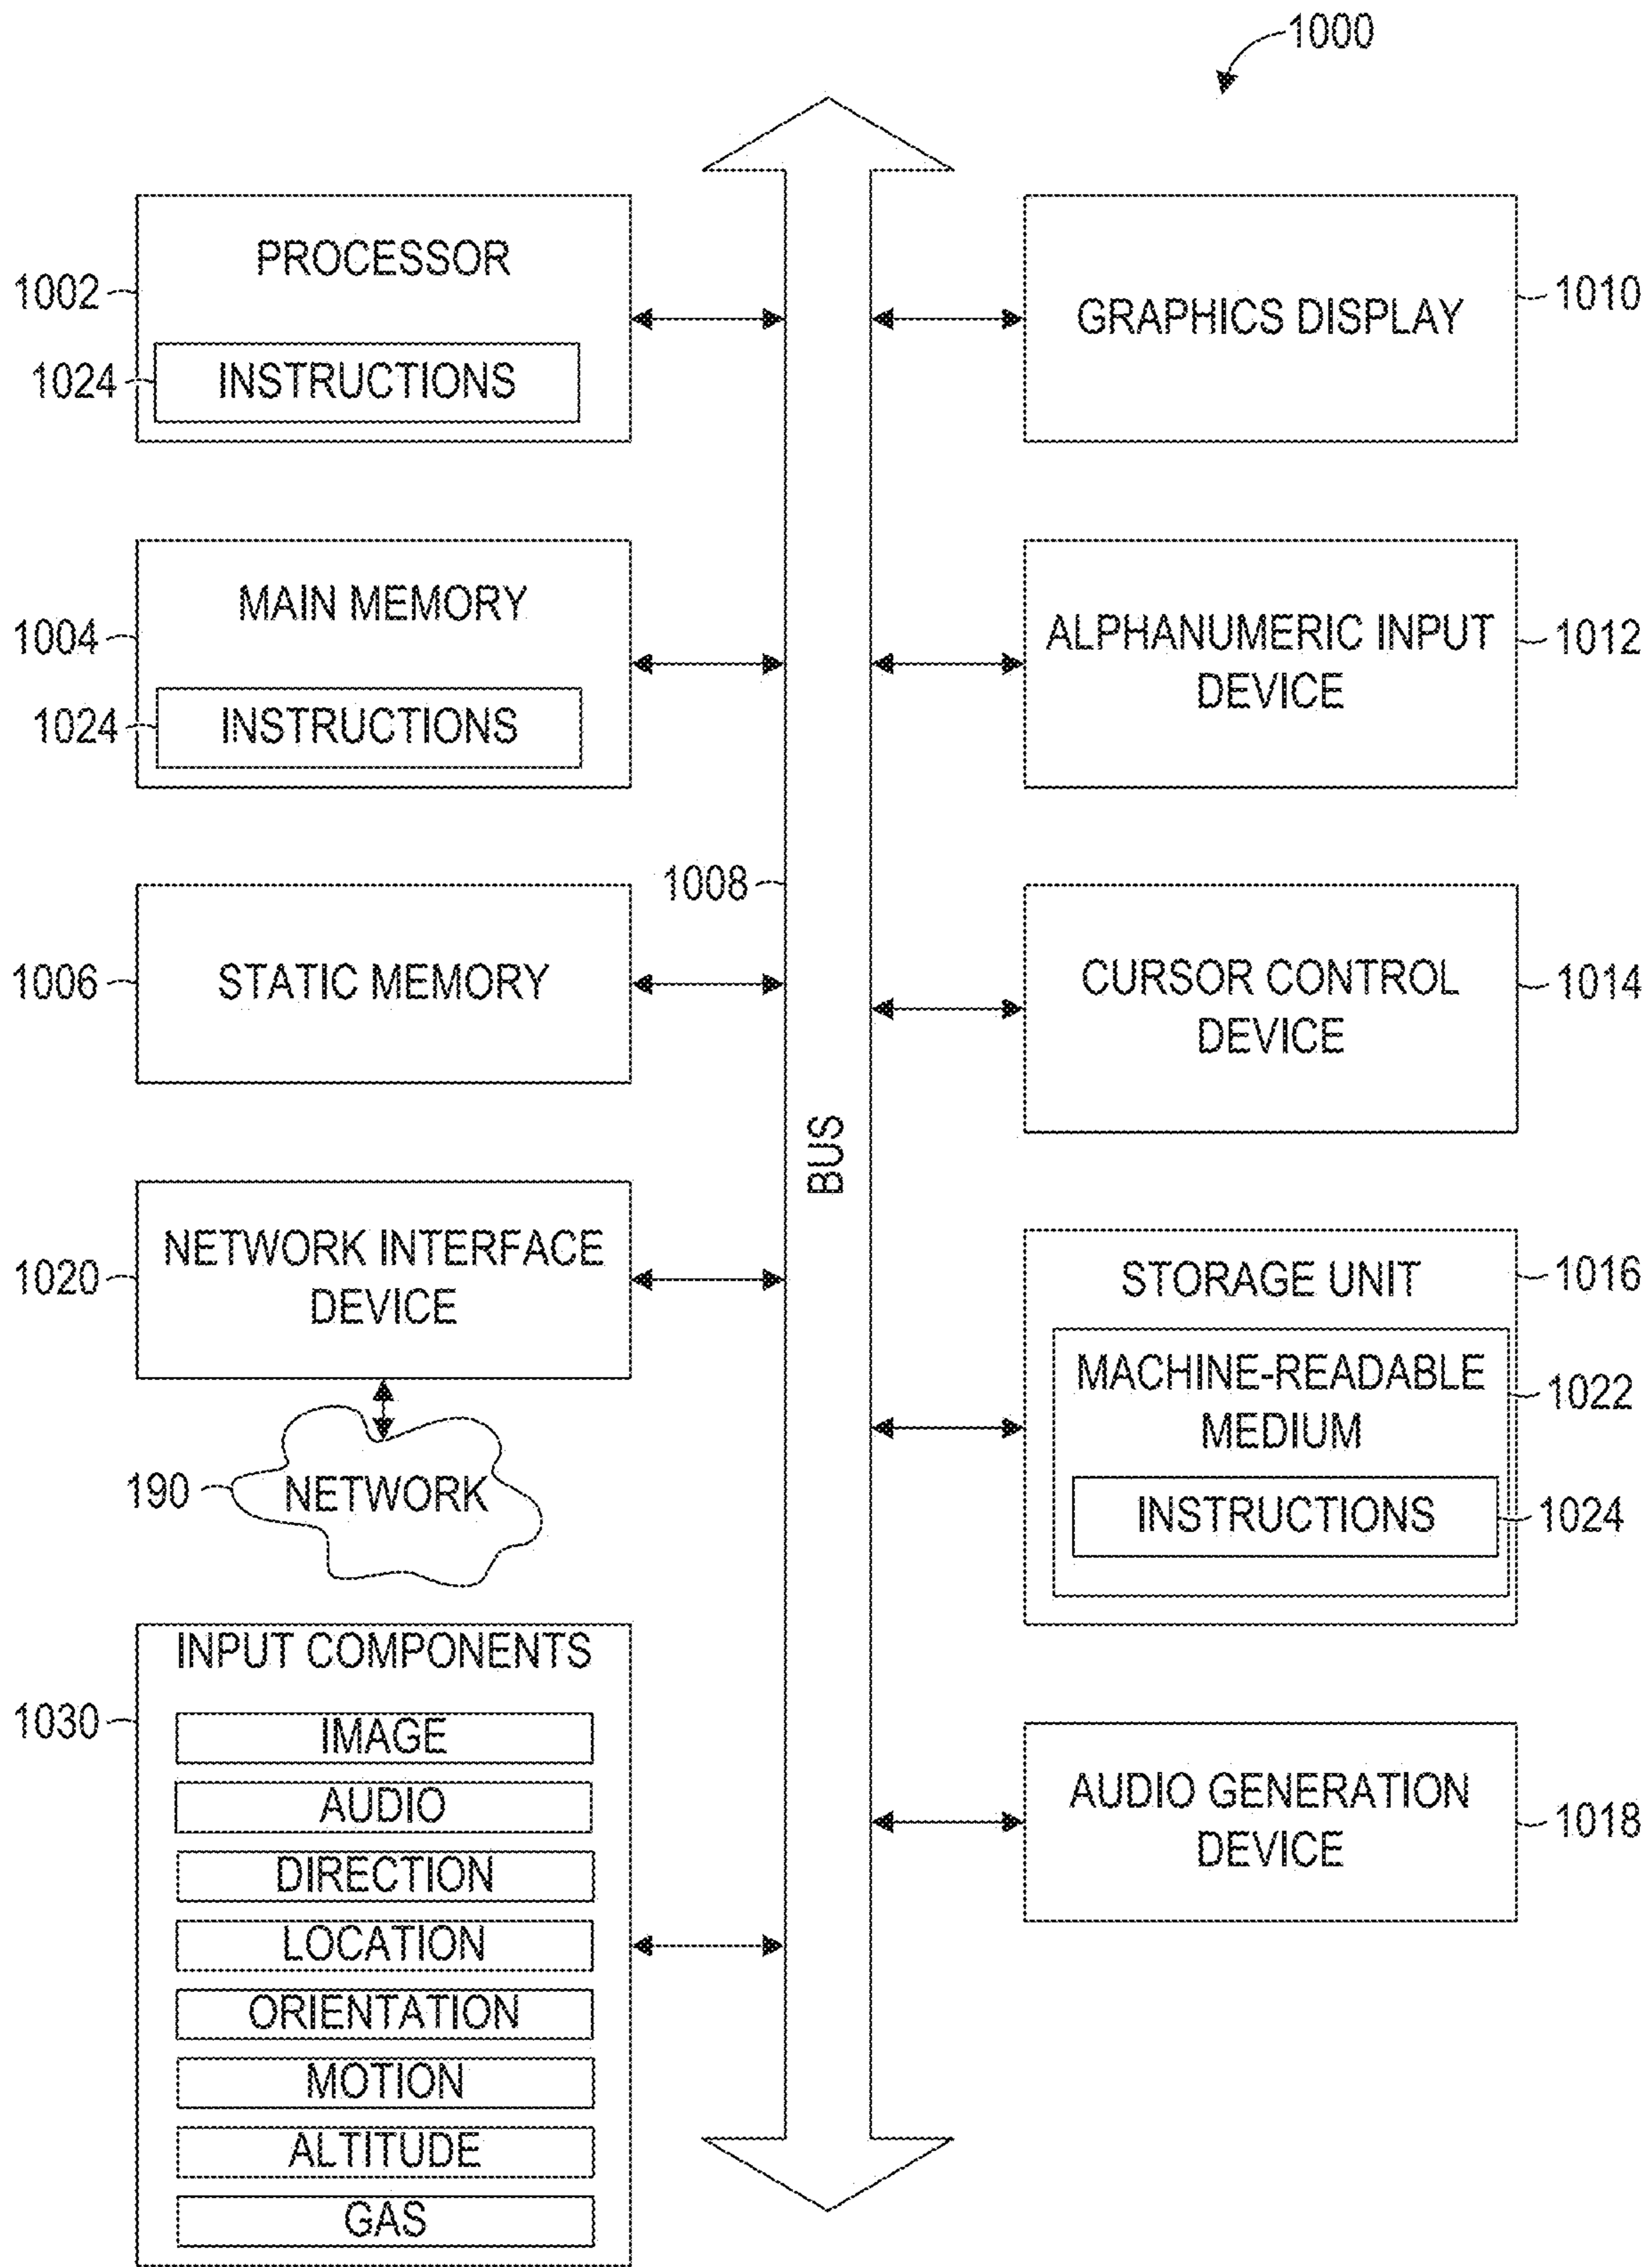 1000
PROCESSOR
1002
1024
INSTRUCTIONS
MAIN MEMORY
1004
1024
INSTRUCTIONS
1008
1006
STATIC MEMORY
NETWORK INTERFACE
DEVICE
1020
190
NETWORK
INPUT COMPONENTS
1030
IMAGE
AUDIO
DIRECTION
LOCATION
ORIENTATION
MOTION
ALTITUDE
GAS
BUS
GRAPHICS DISPLAY
1010
ALPHANUMERIC INPUT
DEVICE
1012
CURSOR CONTROL
DEVICE
1014
STORAGE UNIT
1016
MACHINE-READABLE
MEDIUM
1022
INSTRUCTIONS
1024
AUDIO GENERATION
DEVICE
1018